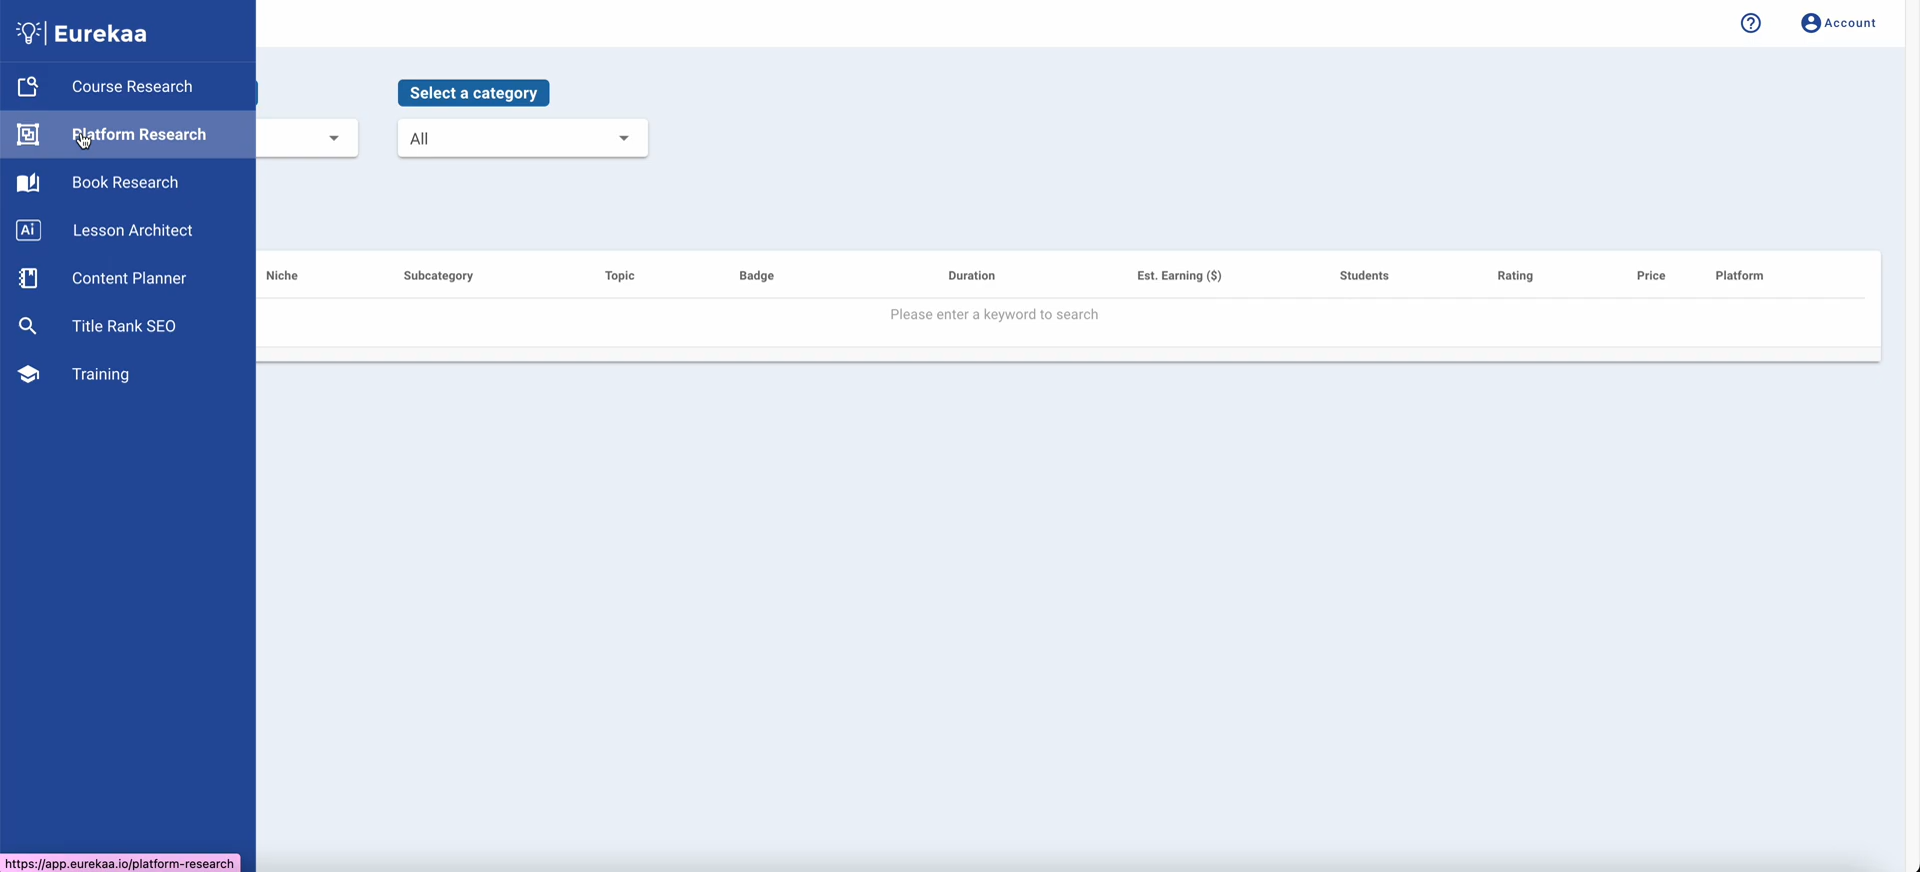 Eurekaa
Account
Course Research
Platform Research
Book Research
Ai Lesson Architect
Content Planner
Title Rank SEO
Training
Select a category
All
Niche Subcategory Topic Badge Duration Est. Earning ($) Students Rating Price Platform
Please enter a keyword to search
https://app.eurekaa.io/platform-research